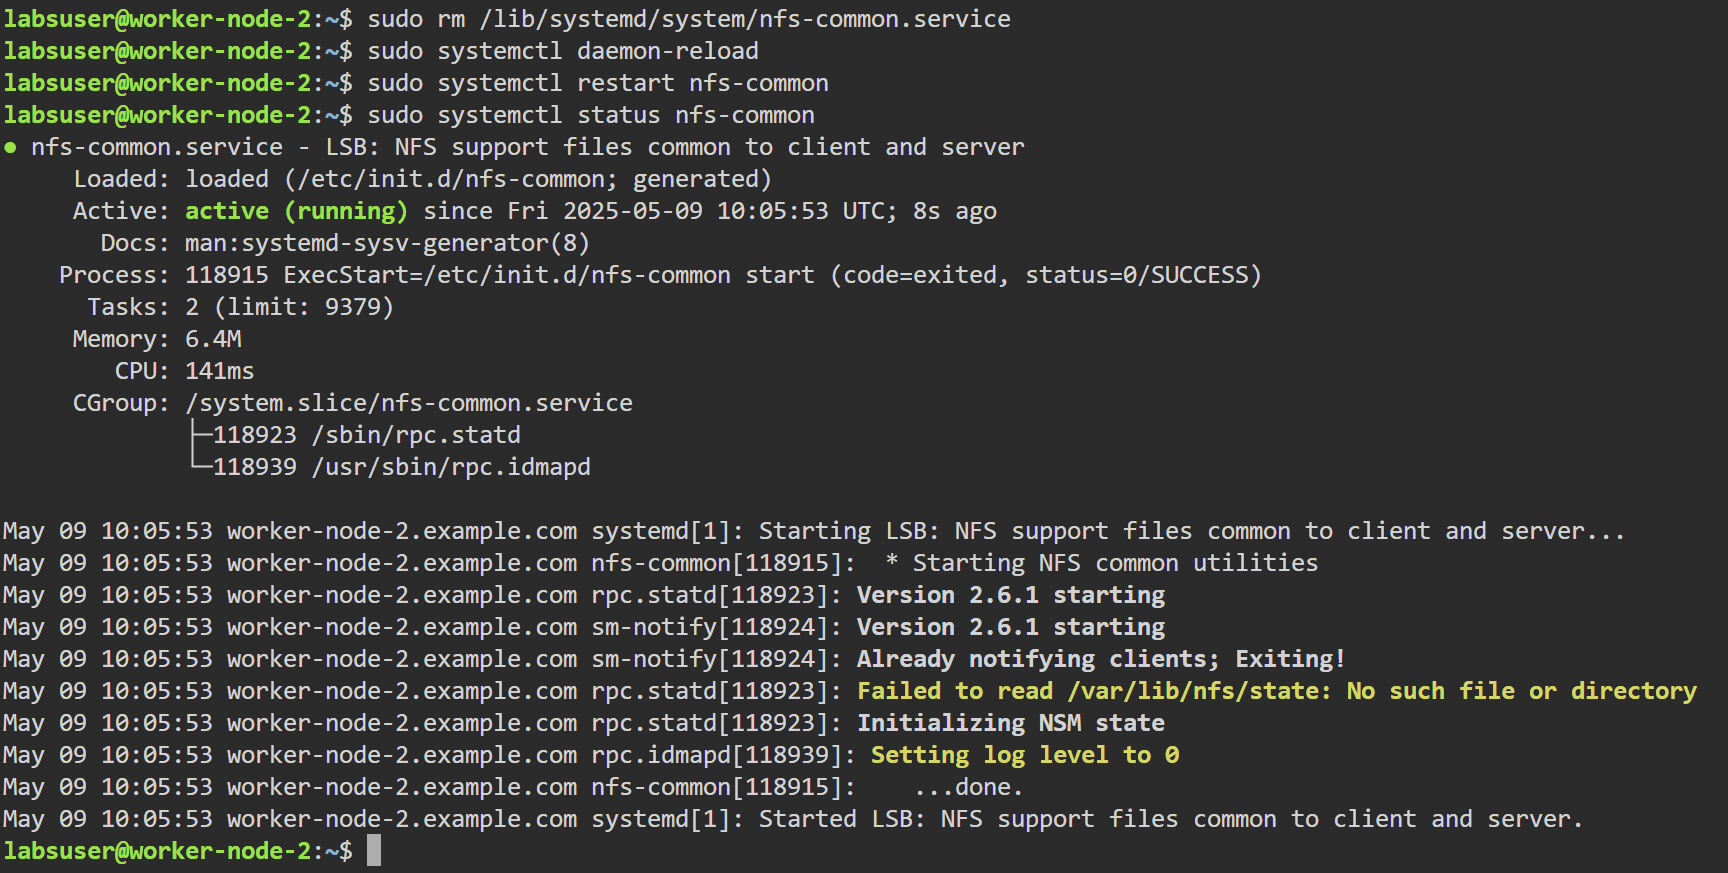 labsuser@worker-node-2:~$ sudo rm /lib/systemd/system/nfs-common.service
labsuser@worker-node-2:~$ sudo systemctl daemon-reload
labsuser@worker-node-2:~$ sudo systemctl restart nfs-common
labsuser@worker-node-2:~$ sudo systemctl status nfs-common
● nfs-common.service - LSB: NFS support files common to client and server
     Loaded: loaded (/etc/init.d/nfs-common; generated)
     Active: active (running) since Fri 2025-05-09 10:05:53 UTC; 8s ago
       Docs: man:systemd-sysv-generator(8)
    Process: 118915 ExecStart=/etc/init.d/nfs-common start (code=exited, status=0/SUCCESS)
      Tasks: 2 (limit: 9379)
     Memory: 6.4M
        CPU: 141ms
     CGroup: /system.slice/nfs-common.service
             ├─118923 /sbin/rpc.statd
             └─118939 /usr/sbin/rpc.idmapd

May 09 10:05:53 worker-node-2.example.com systemd[1]: Starting LSB: NFS support files common to client and server...
May 09 10:05:53 worker-node-2.example.com nfs-common[118915]:  * Starting NFS common utilities
May 09 10:05:53 worker-node-2.example.com rpc.statd[118923]: Version 2.6.1 starting
May 09 10:05:53 worker-node-2.example.com sm-notify[118924]: Version 2.6.1 starting
May 09 10:05:53 worker-node-2.example.com sm-notify[118924]: Already notifying clients; Exiting!
May 09 10:05:53 worker-node-2.example.com rpc.statd[118923]: Failed to read /var/lib/nfs/state: No such file or directory
May 09 10:05:53 worker-node-2.example.com rpc.statd[118923]: Initializing NSM state
May 09 10:05:53 worker-node-2.example.com rpc.idmapd[118939]: Setting log level to 0
May 09 10:05:53 worker-node-2.example.com nfs-common[118915]:    ...done.
May 09 10:05:53 worker-node-2.example.com systemd[1]: Started LSB: NFS support files common to client and server.
labsuser@worker-node-2:~$